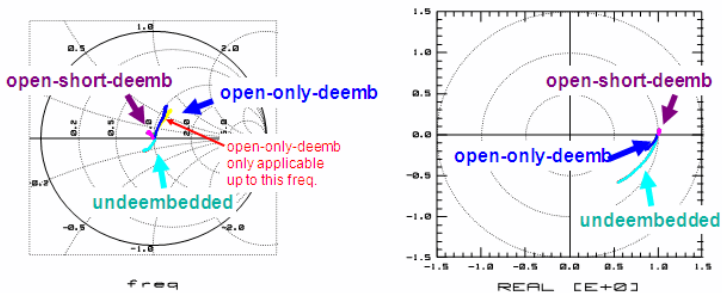 1.0
2.0
open-short-deemb
open-only-deemb
0.2
1.0
2.0
5.0
open-only-deemb
only applicable
up to this freq.
-0.2
undeembedded
-2.0
-1.0
freq
1.5
1.0
open-short-deemb
0.5
0.0
open-only-deemb
-0.5
undeembedded
-1.0
-1.5
-1.5 -1.0 -0.5 0.0 0.5 1.0 1.5
REAL [E+0]